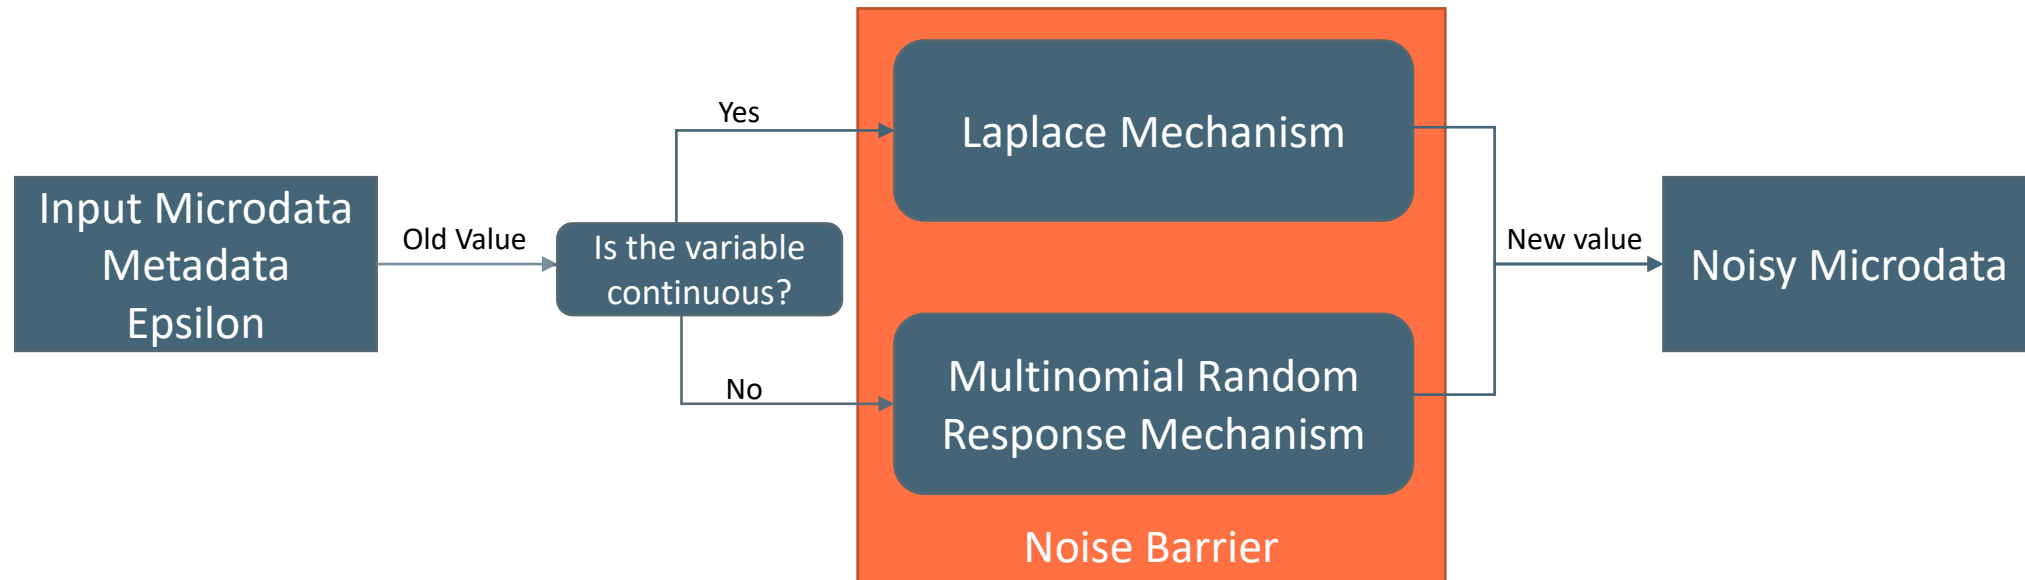 Input Microdata
Metadata
Epsilon
Old Value
Is the variable
continuous?
Yes
No
Laplace Mechanism
Multinomial Random
Response Mechanism
Noise Barrier
New value
Noisy Microdata